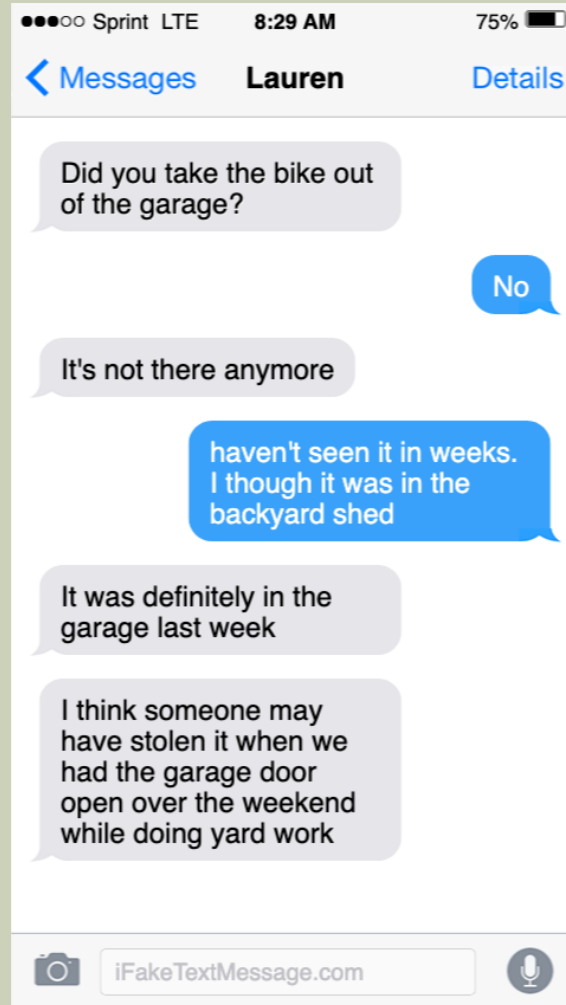 Sprint LTE 8:29 AM 75%
Messages Lauren Details
Did you take the bike out
of the garage?
No
It's not there anymore
haven't seen it in weeks.
I though it was in the
backyard shed
It was definitely in the
garage last week
I think someone may
have stolen it when we
had the garage door
open over the weekend
while doing yard work
iFakeTextMessage.com